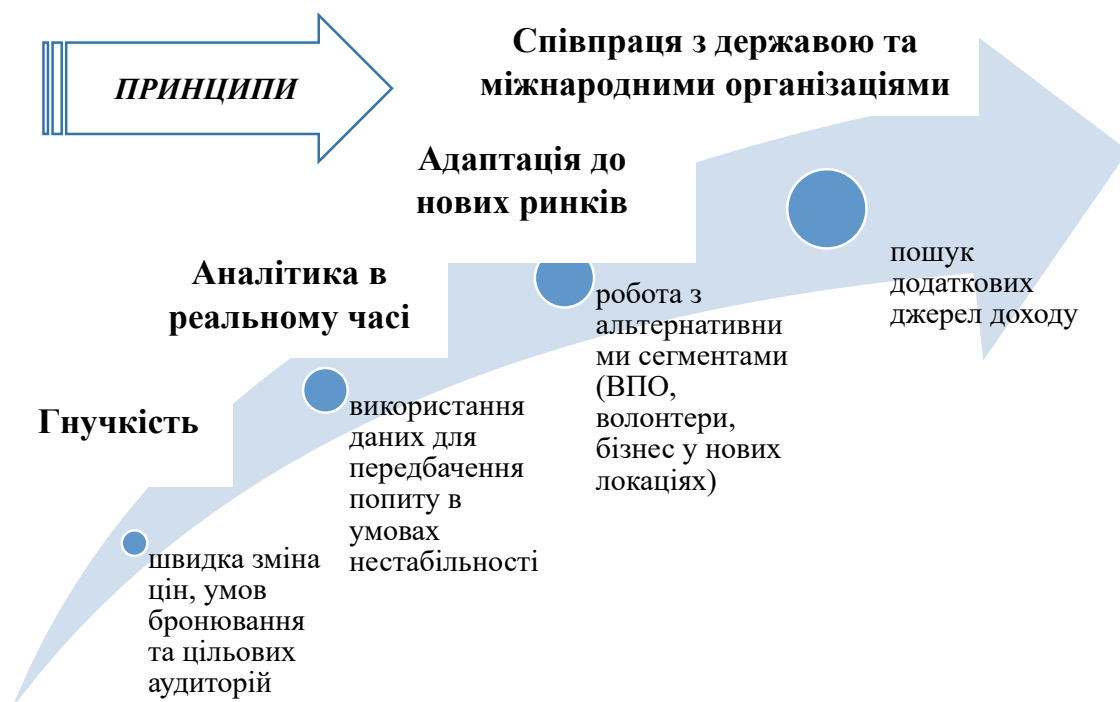 ПРИНЦИПИ
Співпраця з державою та
міжнародними організаціями
Адаптація до
нових ринків
Аналітика в
реальному часі
Гнучкість
швидка зміна
цін, умов
бронювання
та цільових
аудиторій
використання
даних для
передбачення
попиту в
умовах
нестабільності
робота з
альтернативни
ми сегментами
(ВПО,
волонтери,
бізнес у нових
локаціях)
пошук
додаткових
джерел доходу